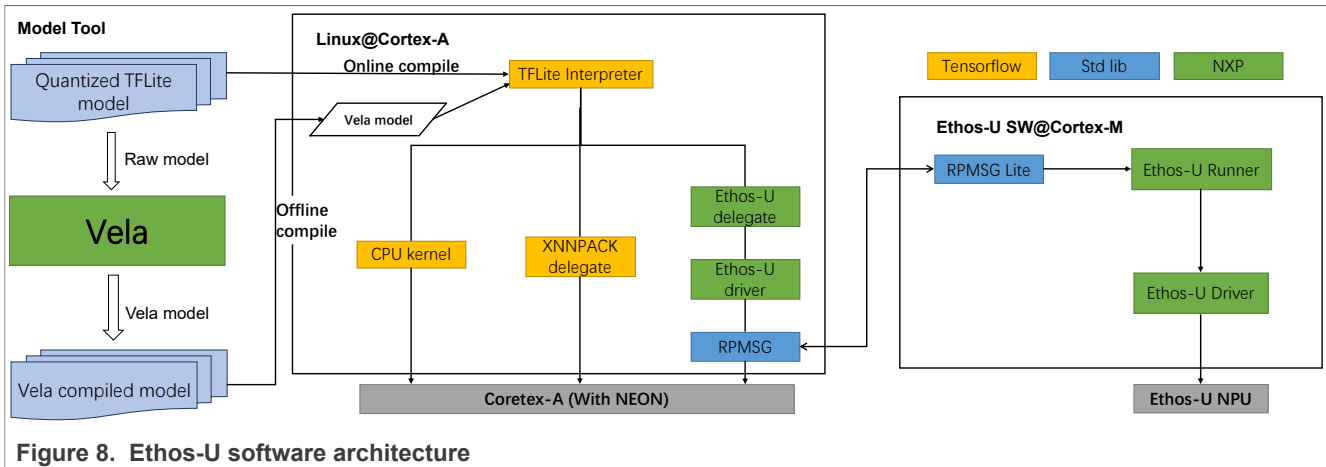 Model Tool
Quantized TFLite
model
Raw model
Vela
Vela model
Vela compiled model
Linux@Cortex-A
Online compile
TFLite Interpreter
Vela model
Offline
compile
CPU kernel
XNNPACK
delegate
Ethos-U
delegate
Ethos-U
driver
RPMSG
Coretex-A (With NEON)
Tensorflow
Std lib
NXP
Ethos-U SW@Cortex-M
RPMSG Lite
Ethos-U Runner
Ethos-U Driver
Ethos-U NPU
Figure 8. Ethos-U software architecture